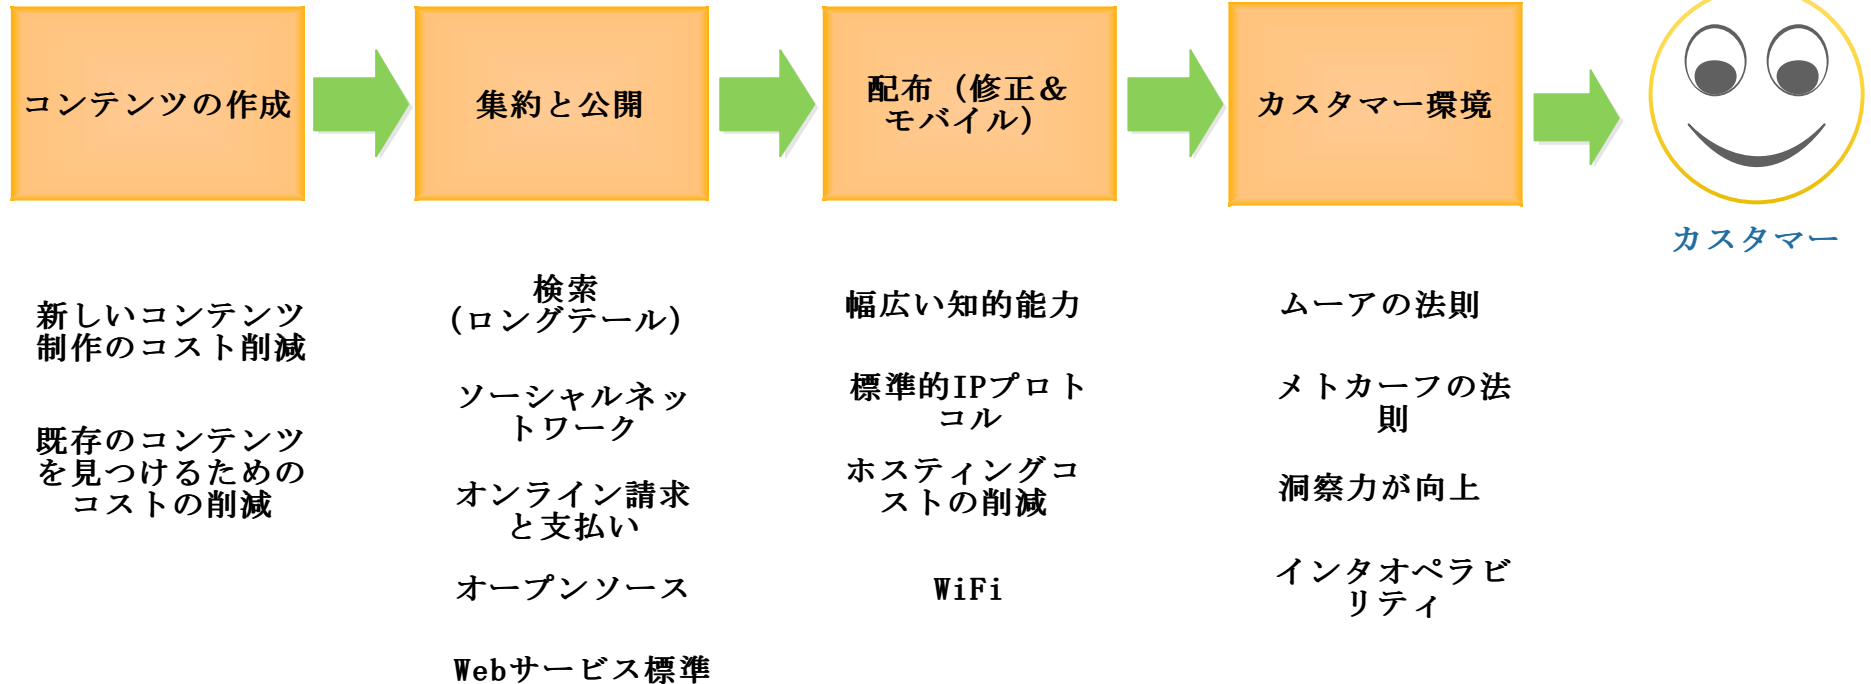 コンテンツの作成
集約と公開
配布（修正＆
モバイル）
カスタマー環境
カスタマー
新しいコンテンツ
制作のコスト削減
既存のコンテンツ
を見つけるための
コストの削減
検索
(ロングテール)
ソーシャルネッ
トワーク
オンライン請求
と支払い
オープンソース
Webサービス標準
幅広い知的能力
標準的IPプロト
コル
ホスティングコ
ストの削減
WiFi
ムーアの法則
メトカーフの法
則
洞察力が向上
インタオペラビ
リティ